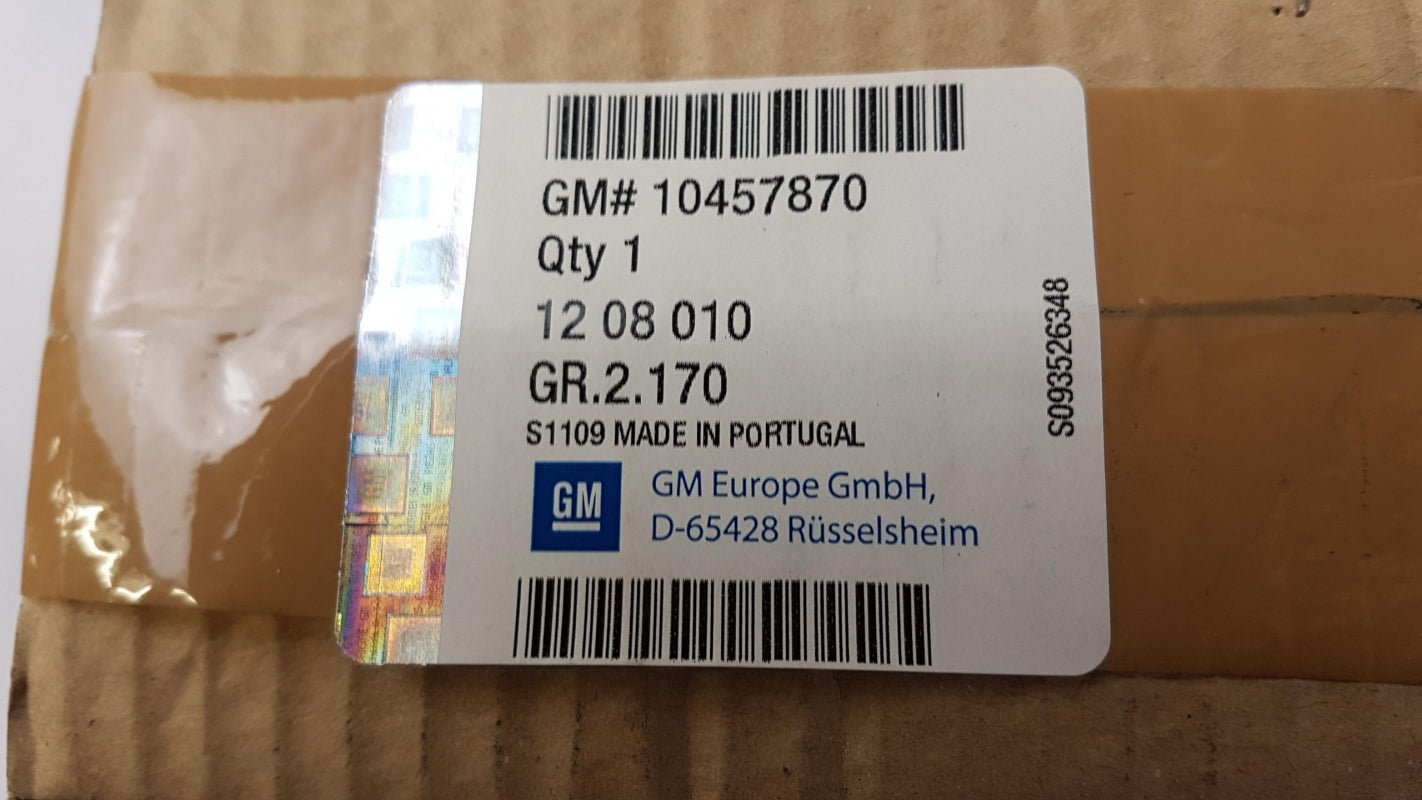 GM# 10457870
Qty 1
12 08 010
GR.2.170
S1109 MADE IN PORTUGAL
GM
GM Europe GmbH,
D-65428 Rüsselsheim
S093526348